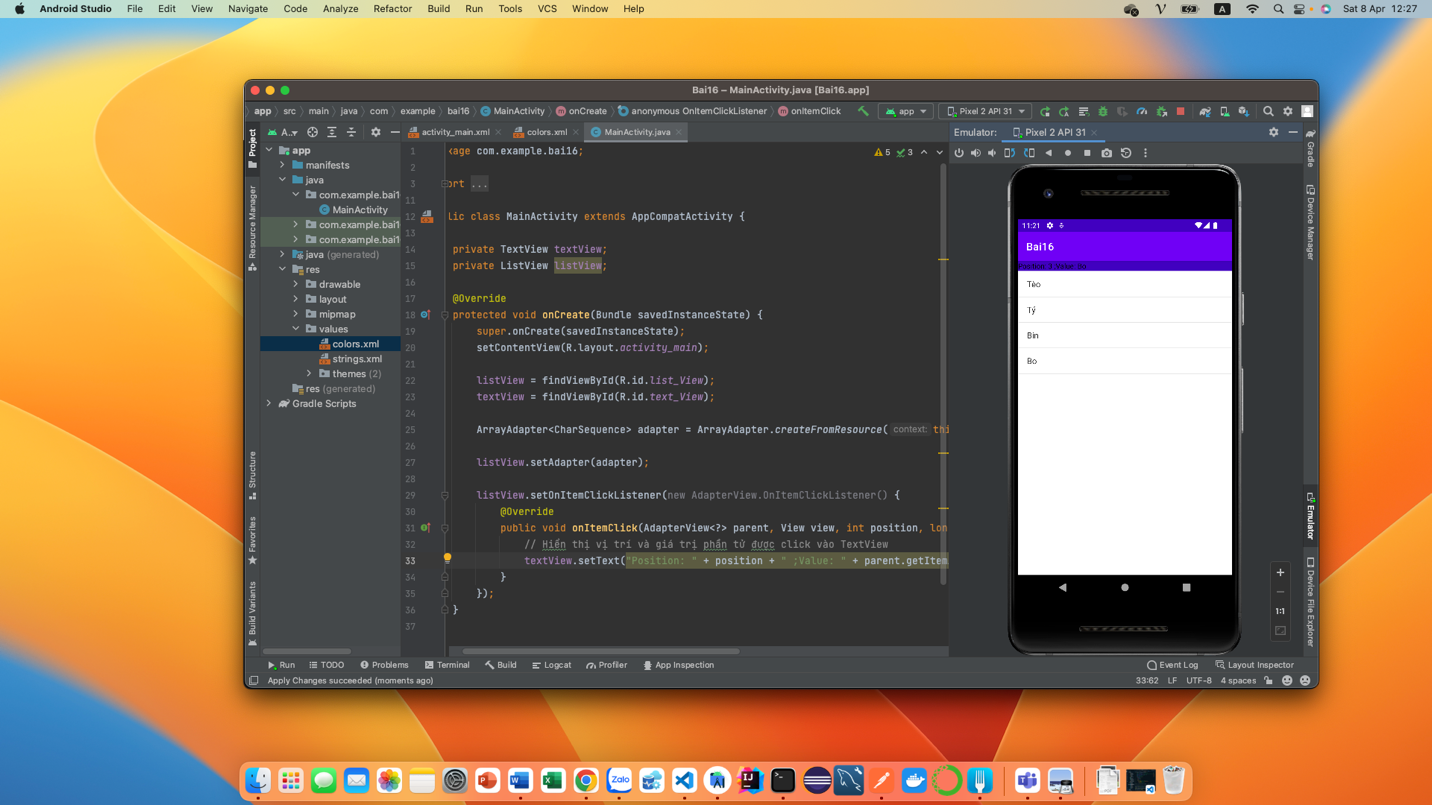 Android Studio File Edit View Navigate Code Analyze Refactor Build Run Tools VCS Window Help
A
Sat 8 Apr 12:27
Bai16 – MainActivity.java [Bai16.app]
app src main java com example bai16 MainActivity onCreate anonymous OnItemClickListener onItemClick
app
Pixel 2 API 31
A..
activity_main.xml
colors.xml
MainActivity.java
Emulator: Pixel 2 API 31
Project
Resource Manager
Structure
Favorites
Build Variants
app
manifests
java
com.example.bai1
MainActivity
com.example.bai1
com.example.bai1
java (generated)
res
drawable
layout
mipmap
values
colors.xml
strings.xml
themes (2)
res (generated)
Gradle Scripts
5 3
1 kage com.example.bai16;
2
3 ort ...
11
12 lic class MainActivity extends AppCompatActivity {
13
14 private TextView textView;
15 private ListView listView;
16
17 @Override
18 protected void onCreate(Bundle savedInstanceState) {
19 super.onCreate(savedInstanceState);
20 setContentView(R.layout.activity_main);
21
22 listView = findViewById(R.id.list_View);
23 textView = findViewById(R.id.text_View);
24
25 ArrayAdapter<CharSequence> adapter = ArrayAdapter.createFromResource( context: thi
26
27 listView.setAdapter(adapter);
28
29 listView.setOnItemClickListener(new AdapterView.OnItemClickListener() {
30 @Override
31 public void onItemClick(AdapterView<?> parent, View view, int position, lon
32 // Hiển thị vị trí và giá trị phần tử được click vào TextView
33 textView.setText("Position: " + position + " ;Value: " + parent.getItem
34 }
35 });
36 }
37
11:21
Bai16
Tèo
Tý
Bin
Bo
1:1
Gradle
Device Manager
Emulator
Device File Explorer
Run TODO Problems Terminal Build Logcat Profiler App Inspection
Event Log Layout Inspector
Apply Changes succeeded (moments ago)
33:62 LF UTF-8 4 spaces
Zalo